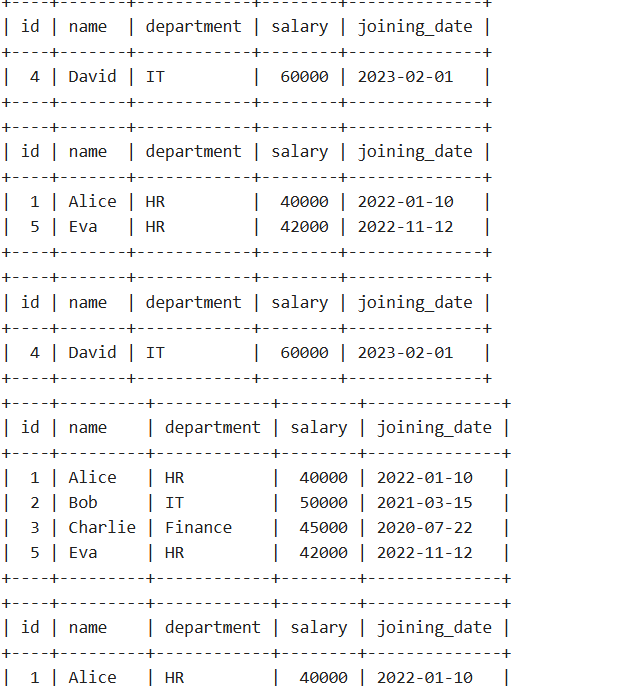 +----+-------+------------+--------+--------------+
| id | name  | department | salary | joining_date |
+----+-------+------------+--------+--------------+
|  4 | David | IT         |  60000 | 2023-02-01   |
+----+-------+------------+--------+--------------+
+----+-------+------------+--------+--------------+
| id | name  | department | salary | joining_date |
+----+-------+------------+--------+--------------+
|  1 | Alice | HR         |  40000 | 2022-01-10   |
|  5 | Eva   | HR         |  42000 | 2022-11-12   |
+----+-------+------------+--------+--------------+
+----+-------+------------+--------+--------------+
| id | name  | department | salary | joining_date |
+----+-------+------------+--------+--------------+
|  4 | David | IT         |  60000 | 2023-02-01   |
+----+-------+------------+--------+--------------+
+----+---------+------------+--------+--------------+
| id | name    | department | salary | joining_date |
+----+---------+------------+--------+--------------+
|  1 | Alice   | HR         |  40000 | 2022-01-10   |
|  2 | Bob     | IT         |  50000 | 2021-03-15   |
|  3 | Charlie | Finance    |  45000 | 2020-07-22   |
|  5 | Eva     | HR         |  42000 | 2022-11-12   |
+----+---------+------------+--------+--------------+
+----+---------+------------+--------+--------------+
| id | name    | department | salary | joining_date |
+----+---------+------------+--------+--------------+
|  1 | Alice   | HR         |  40000 | 2022-01-10   |